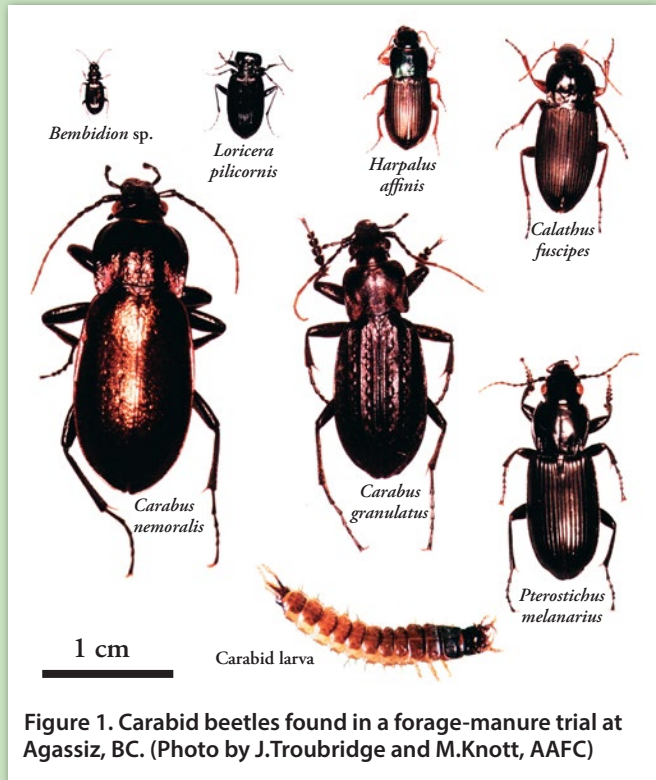 Bembidion sp.
Loricera
pilicornis
Harpalus
affinis
Calathus
fuscipes
Carabus
nemoralis
Carabus
granulatus
Pterostichus
melanarius
1 cm
Carabid larva
Figure 1. Carabid beetles found in a forage-manure trial at
Agassiz, BC. (Photo by J.Troubridge and M.Knott, AAFC)